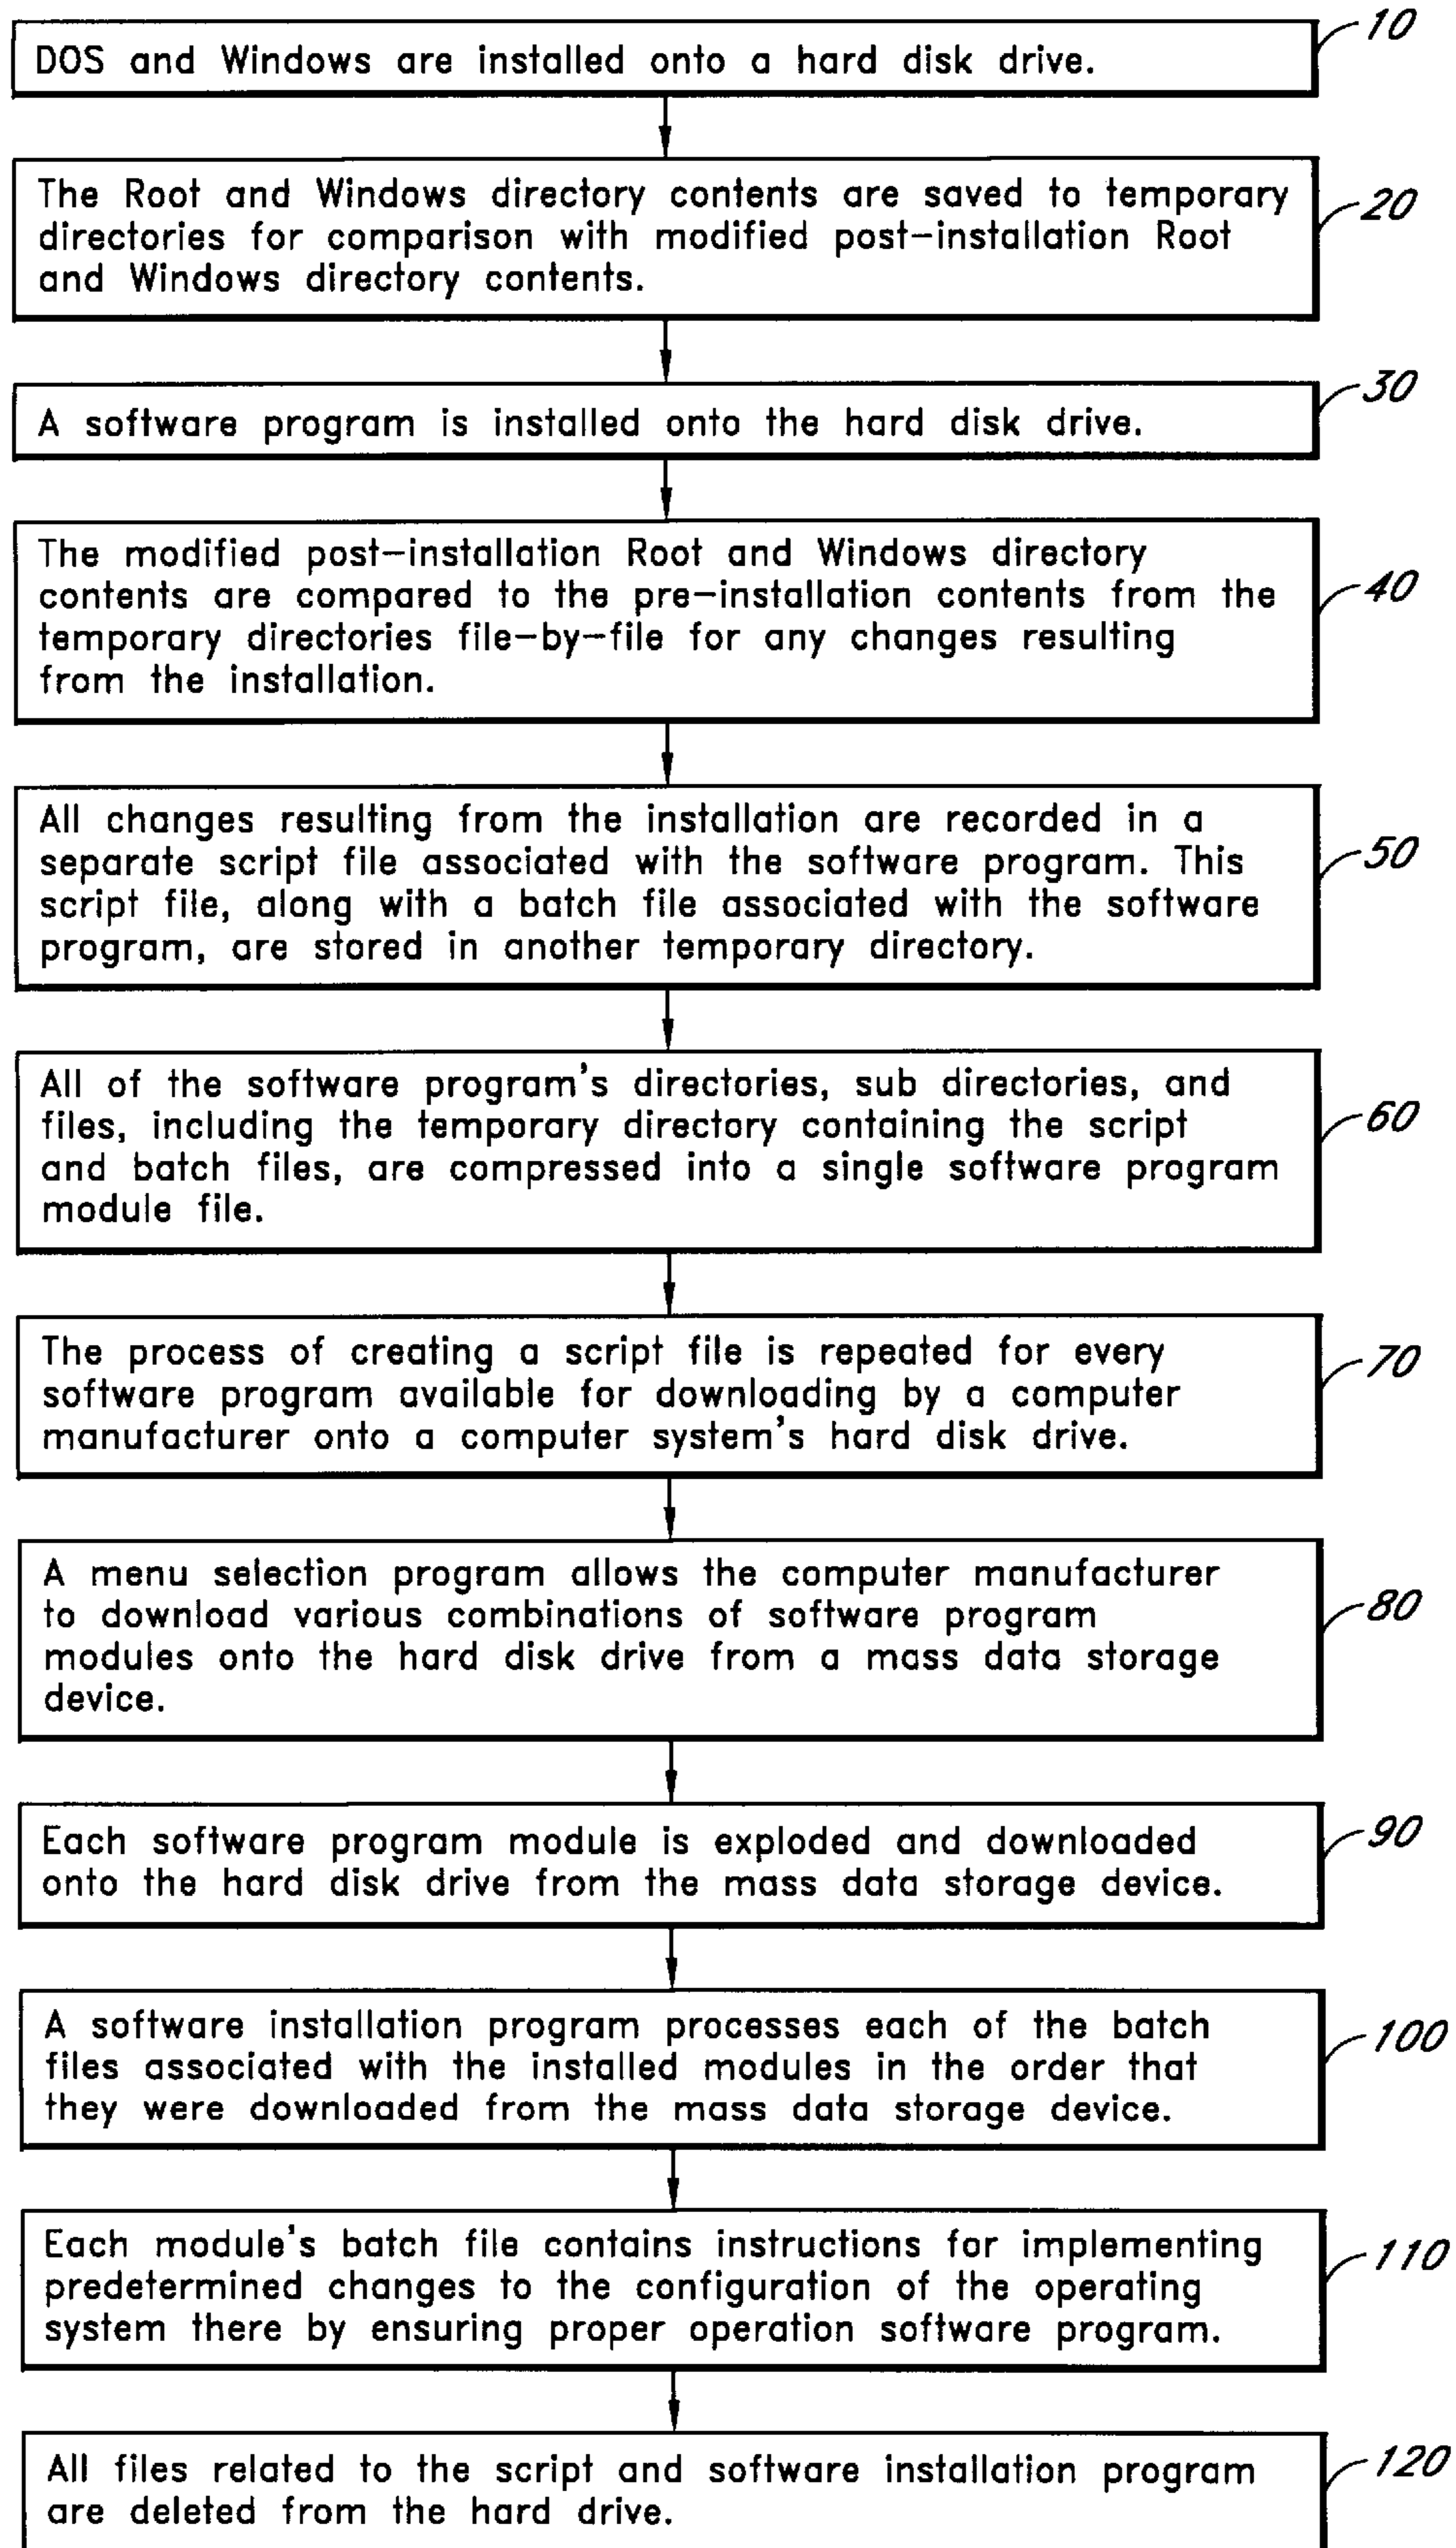 10
DOS and Windows are installed onto a hard disk drive.
The Root and Windows directory contents are saved to temporary
directories for comparison with modified post-installation Root
and Windows directory contents.
20
A software program is installed onto the hard disk drive.
30
The modified post-installation Root and Windows directory
contents are compared to the pre-installation contents from the
temporary directories file-by-file for any changes resulting
from the installation.
40
All changes resulting from the installation are recorded in a
separate script file associated with the software program. This
script file, along with a batch file associated with the software
program, are stored in another temporary directory.
50
All of the software program's directories, sub directories, and
files, including the temporary directory containing the script
and batch files, are compressed into a single software program
module file.
60
The process of creating a script file is repeated for every
software program available for downloading by a computer
manufacturer onto a computer system's hard disk drive.
70
A menu selection program allows the computer manufacturer
to download various combinations of software program
modules onto the hard disk drive from a mass data storage
device.
80
Each software program module is exploded and downloaded
onto the hard disk drive from the mass data storage device.
90
A software installation program processes each of the batch
files associated with the installed modules in the order that
they were downloaded from the mass data storage device.
100
Each module's batch file contains instructions for implementing
predetermined changes to the configuration of the operating
system there by ensuring proper operation software program.
110
All files related to the script and software installation program
are deleted from the hard drive.
120